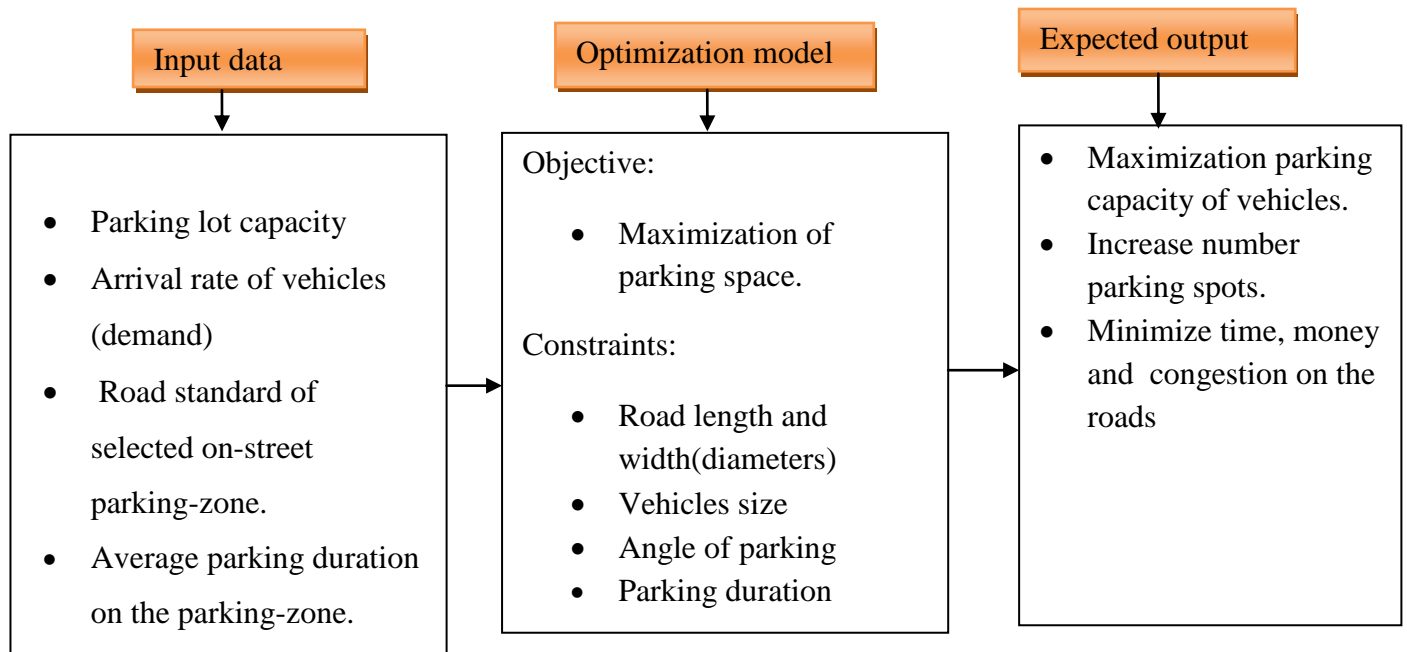 Input data
Parking lot capacity
Arrival rate of vehicles
(demand)
Road standard of
selected on-street
parking-zone.
Average parking duration
on the parking-zone.
Optimization model
Objective:
Maximization of
parking space.
Constraints:
Road length and
width(diameters)
Vehicles size
Angle of parking
Parking duration
Expected output
Maximization parking
capacity of vehicles.
Increase number
parking spots.
Minimize time, money
and congestion on the
roads